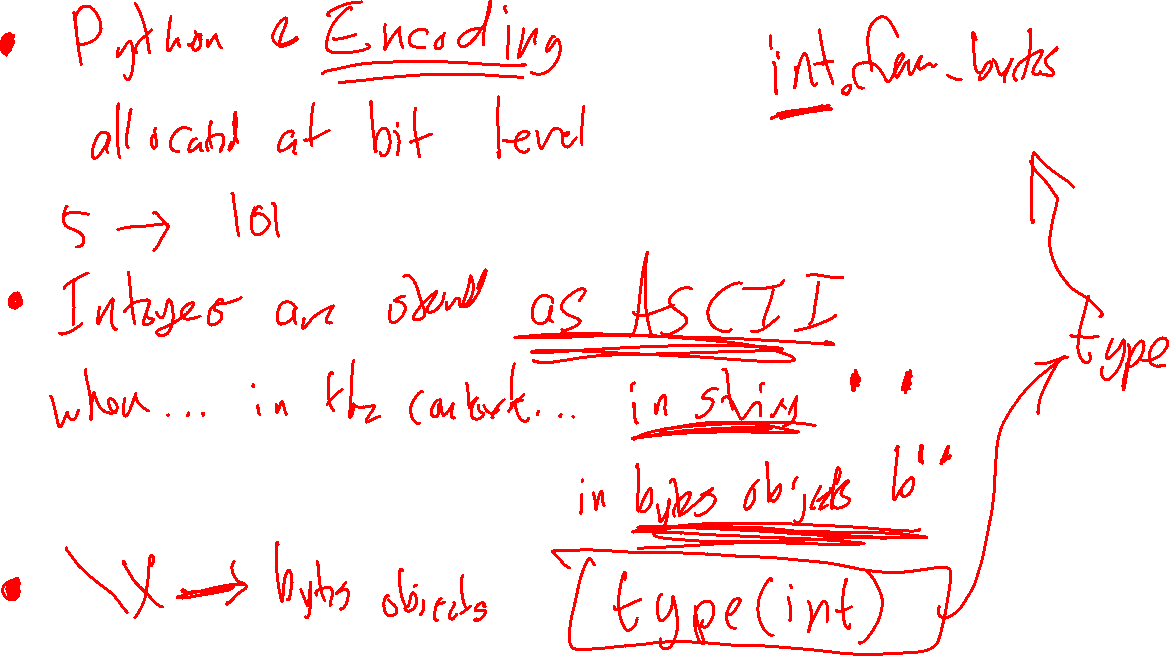 • Python & Encoding
int.from_bytes
allocated at bit level
5 → 101
• Integers are stored as ASCII
type
when... in the context... in string ' '
in bytes objects b' '
• \x → bytes objects
type(int)